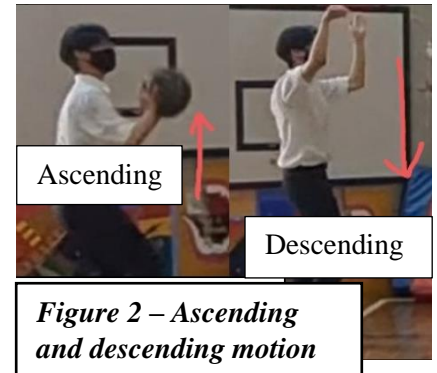 Ascending
Descending
Figure 2 – Ascending
and descending motion